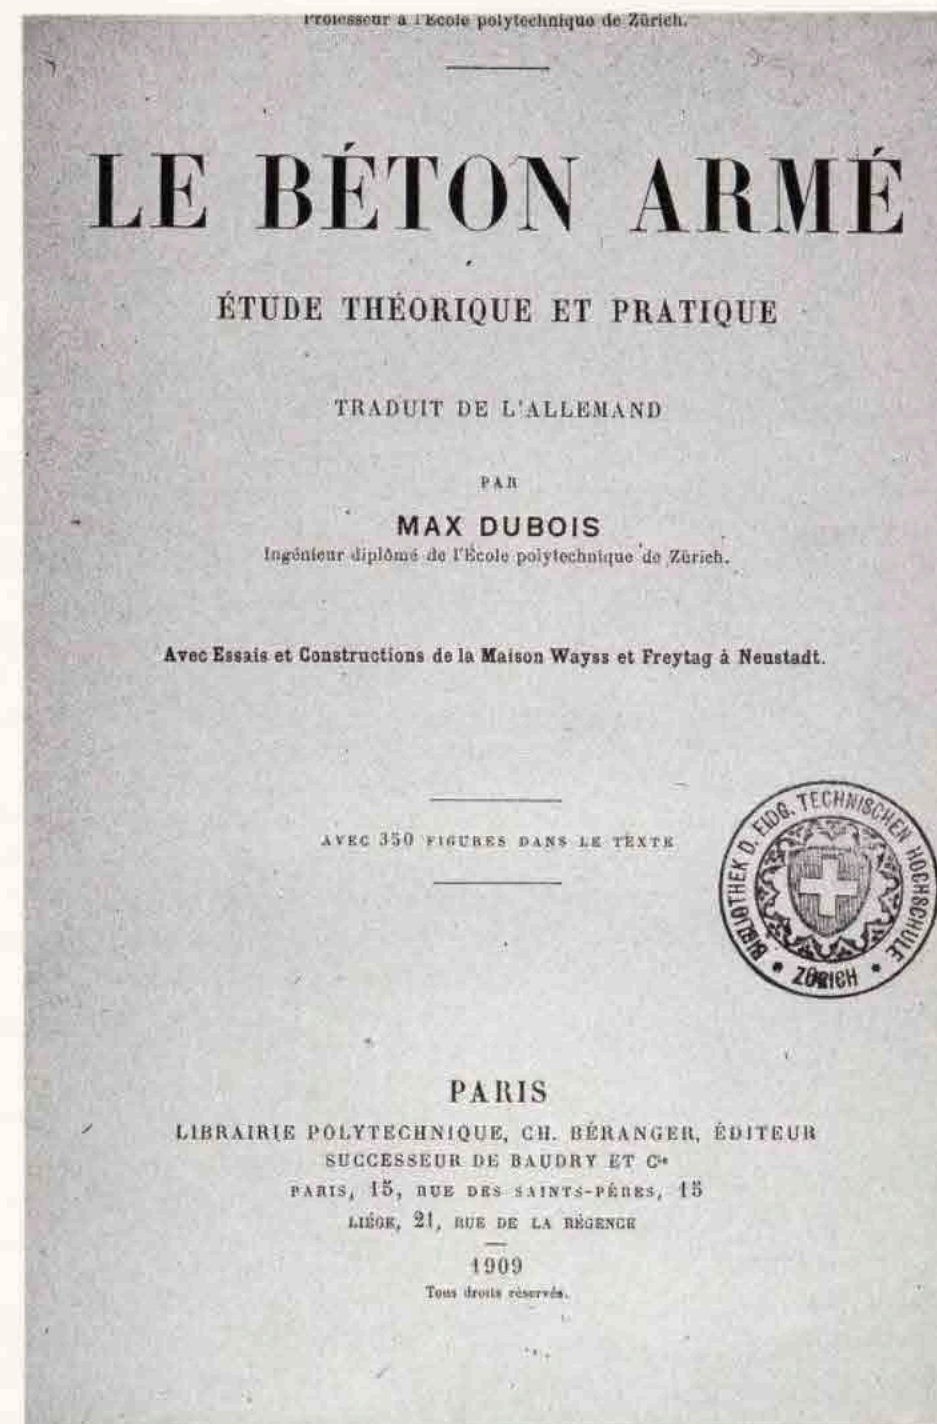 Professeur à l'École polytechnique de Zürich.
LE BÉTON ARMÉ
ÉTUDE THÉORIQUE ET PRATIQUE
TRADUIT DE L'ALLEMAND
PAR
MAX DUBOIS
Ingénieur diplômé de l'École polytechnique de Zürich.
Avec Essais et Constructions de la Maison Wayss et Freytag à Neustadt.
AVEC 350 FIGURES DANS LE TEXTE
BIBLIOTHEK D. EIDG. TECHNISCHEN HOCHSCHULE
* ZÜRICH *
PARIS
LIBRAIRIE POLYTECHNIQUE, CH. BÉRANGER, ÉDITEUR
SUCCESSEUR DE BAUDRY ET Cie
PARIS, 15, RUE DES SAINTS-PÈRES, 15
LIÉGE, 21, RUE DE LA RÉGENCE
1909
Tous droits réservés.